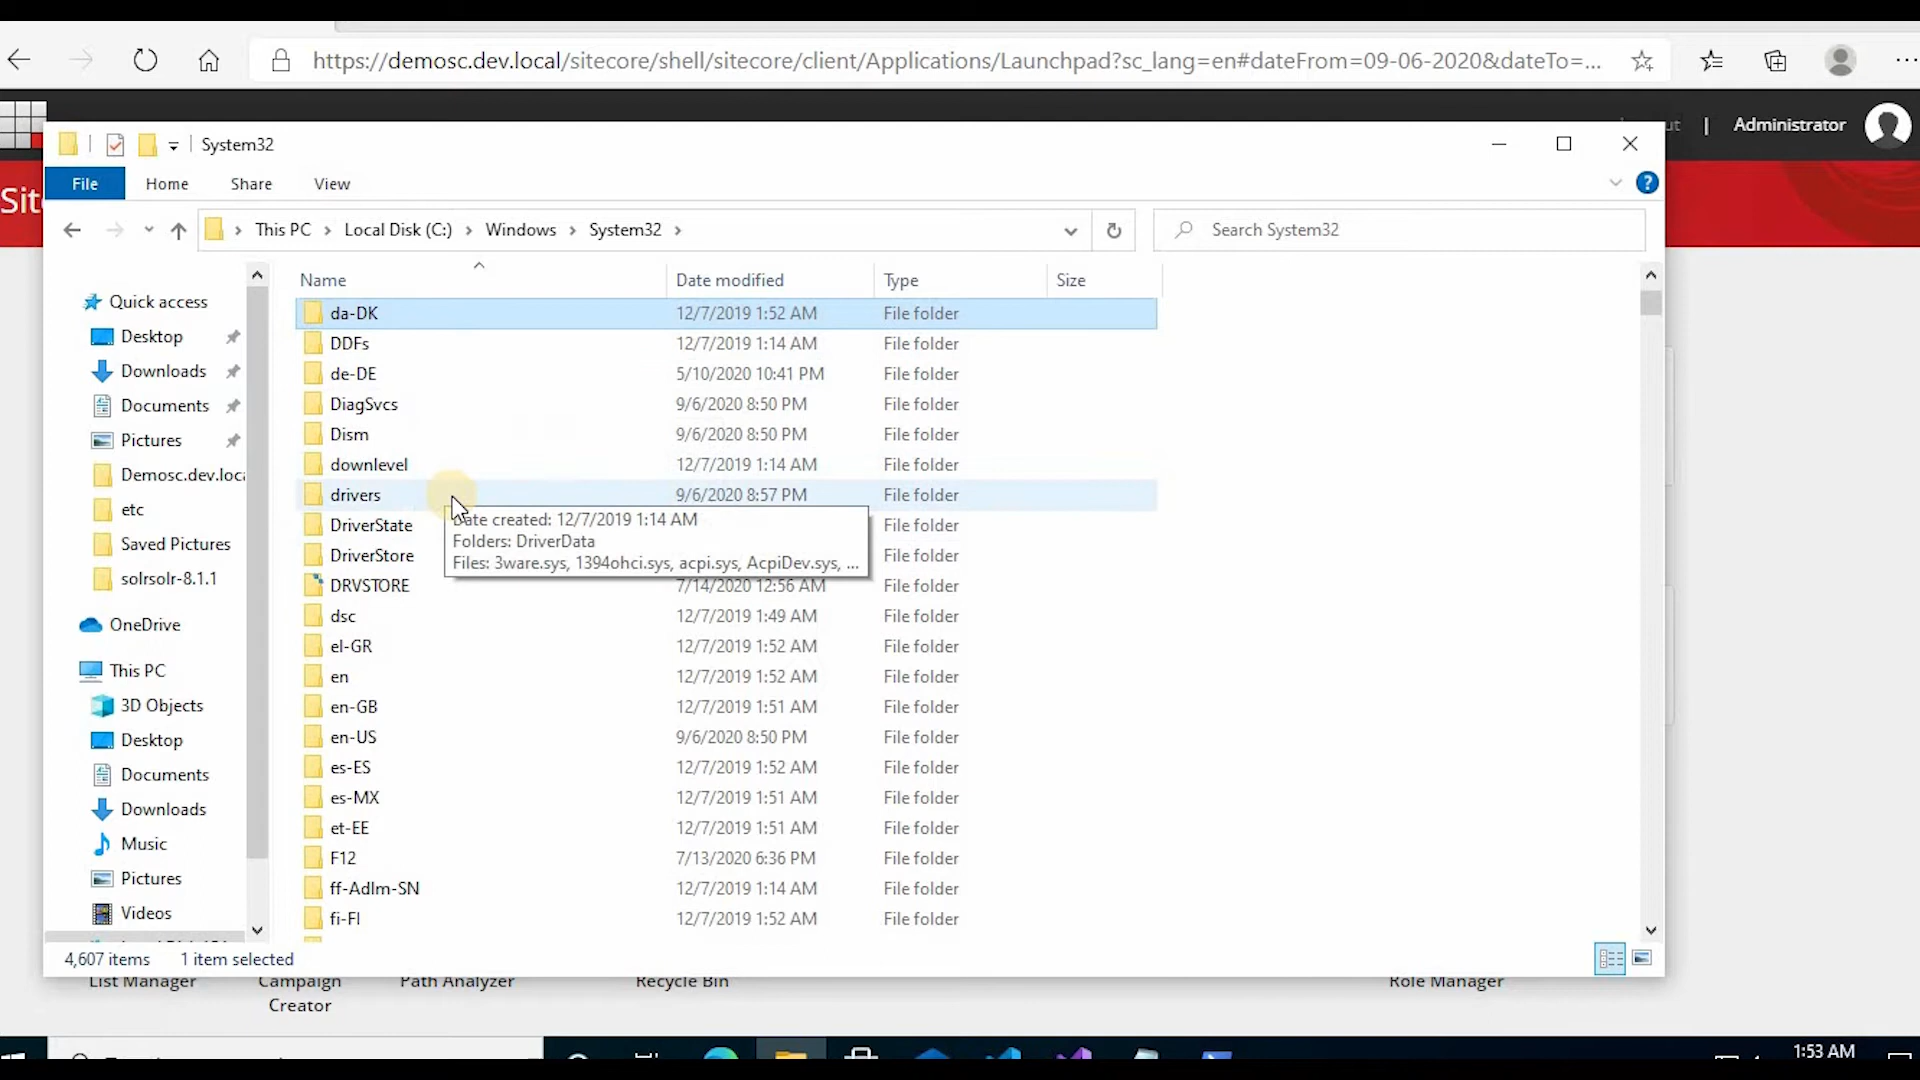 https://demosc.dev.local/sitecore/shell/sitecore/client/Applications/Launchpad?sc_lang=en#dateFrom=09-06-2020&dateTo=...
ut | Administrator
Sit
System32
File Home Share View
This PC > Local Disk (C:) > Windows > System32 >
Search System32
Name Date modified Type Size
Quick access
Desktop
Downloads
Documents
Pictures
Demosc.dev.loca
etc
Saved Pictures
solrsolr-8.1.1
OneDrive
This PC
3D Objects
Desktop
Documents
Downloads
Music
Pictures
Videos
da-DK 12/7/2019 1:52 AM File folder
DDFs 12/7/2019 1:14 AM File folder
de-DE 5/10/2020 10:41 PM File folder
DiagSvcs 9/6/2020 8:50 PM File folder
Dism 9/6/2020 8:50 PM File folder
downlevel 12/7/2019 1:14 AM File folder
drivers 9/6/2020 8:57 PM File folder
DriverState File folder
DriverStore File folder
Date created: 12/7/2019 1:14 AM
Folders: DriverData
Files: 3ware.sys, 1394ohci.sys, acpi.sys, AcpiDev.sys, ...
DRVSTORE 7/14/2020 12:56 AM File folder
dsc 12/7/2019 1:49 AM File folder
el-GR 12/7/2019 1:52 AM File folder
en 12/7/2019 1:52 AM File folder
en-GB 12/7/2019 1:51 AM File folder
en-US 9/6/2020 8:50 PM File folder
es-ES 12/7/2019 1:52 AM File folder
es-MX 12/7/2019 1:51 AM File folder
et-EE 12/7/2019 1:51 AM File folder
F12 7/13/2020 6:36 PM File folder
ff-Adlm-SN 12/7/2019 1:14 AM File folder
fi-FI 12/7/2019 1:52 AM File folder
4,607 items 1 item selected
List Manager
Campaign
Creator
Path Analyzer
Recycle Bin
Role Manager
1:53 AM